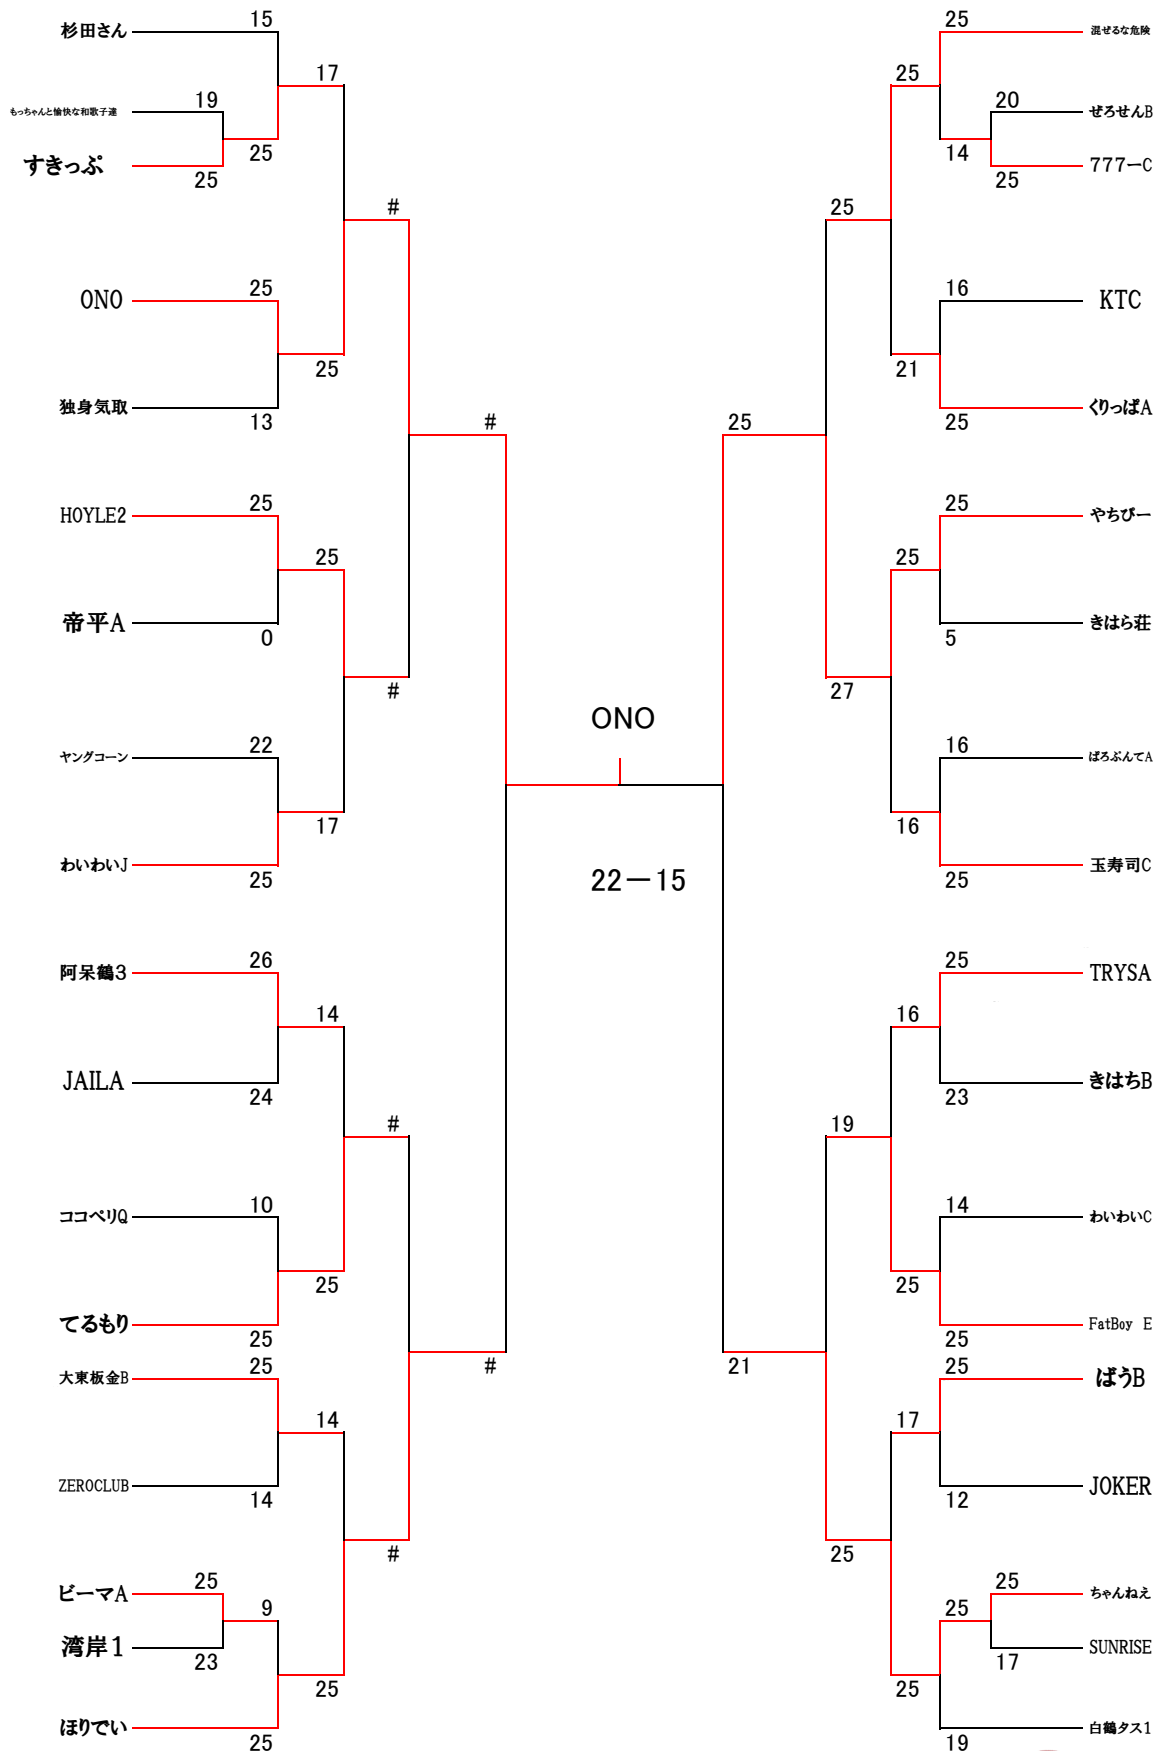 杉田さん
15
もっちゃんと愉快な和歌子達
19
17
すきっぷ
25
25
#
ONO
25
25
独身気取
13
#
HOYLE2
25
25
帝平A
0
#
ヤングコーン
22
17
わいわいJ
25
阿呆鶴3
26
14
JAILA
24
#
ココペリQ
10
25
てるもり
25
#
大東板金B
25
14
ZEROCLUB
14
#
ビーマA
25
9
湾岸1
23
25
ほりでい
25
ONO
22－15
25
混ぜるな危険
25
20
ぜろせんB
14
25
777ーC
25
16
KTC
21
25
くりっぱA
25
25
やちびー
25
5
きはら荘
27
16
ぱろぷんてA
16
25
玉寿司C
25
TRYSA
16
23
きはちB
19
14
わいわいC
25
25
FatBoy E
21
25
ばうB
17
12
JOKER
25
25
ちゃんねえ
25
17
SUNRISE
25
19
白鶴タス1